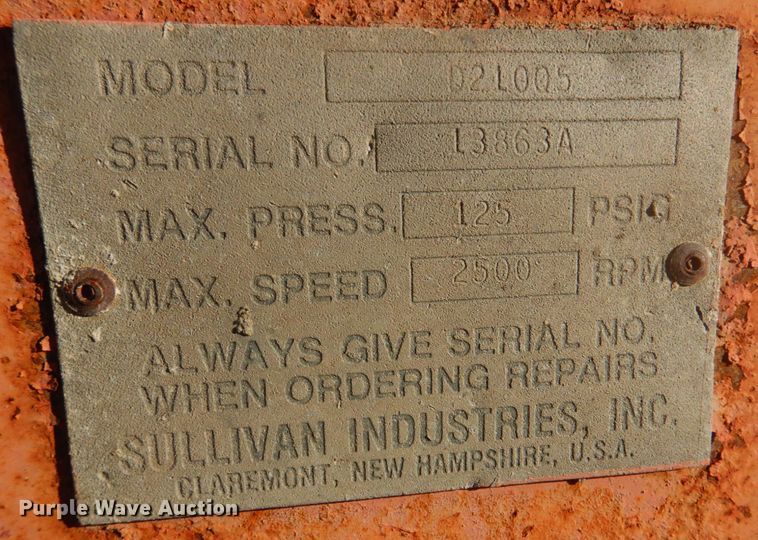 MODEL D210Q5
SERIAL NO. 13863A
MAX. PRESS. 125 PSIG
MAX. SPEED 2500 RPM
ALWAYS GIVE SERIAL NO.
WHEN ORDERING REPAIRS
SULLIVAN INDUSTRIES, INC.
CLAREMONT, NEW HAMPSHIRE, U.S.A.
Purple Wave Auction